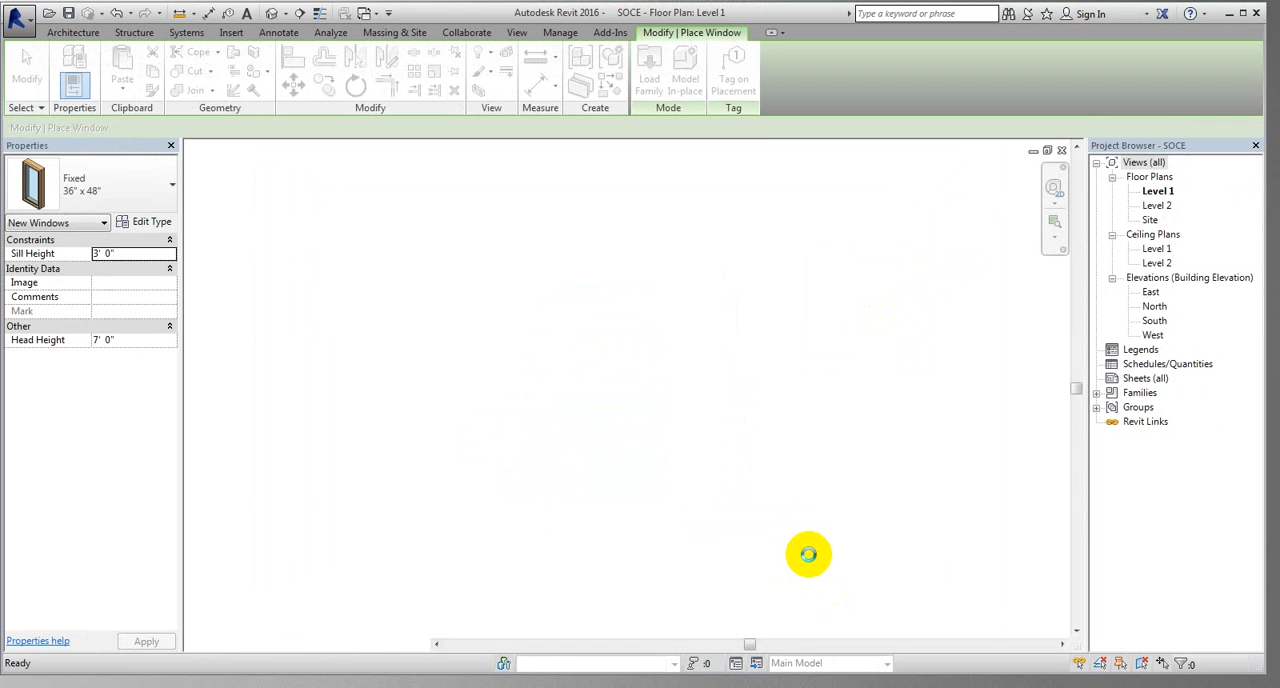 Autodesk Revit 2016 - SOCE - Floor Plan: Level 1
Type a keyword or phrase
Sign In
Architecture Structure Systems Insert Annotate Analyze Massing & Site Collaborate View Manage Add-Ins Modify | Place Window
Modify Cope Cut Join Paste Load Family Model In-place Tag on Placement
Select Properties Clipboard Geometry Modify View Measure Create Mode Tag
Modify | Place Window
Properties
Fixed
36" x 48"
New Windows Edit Type
Constraints
Sill Height 3' 0"
Identity Data
Image
Comments
Mark
Other
Head Height 7' 0"
Properties help Apply
2D
Project Browser - SOCE
Views (all)
Floor Plans
Level 1
Level 2
Site
Ceiling Plans
Level 1
Level 2
Elevations (Building Elevation)
East
North
South
West
Legends
Schedules/Quantities
Sheets (all)
Families
Groups
Revit Links
Ready :0 Main Model :0